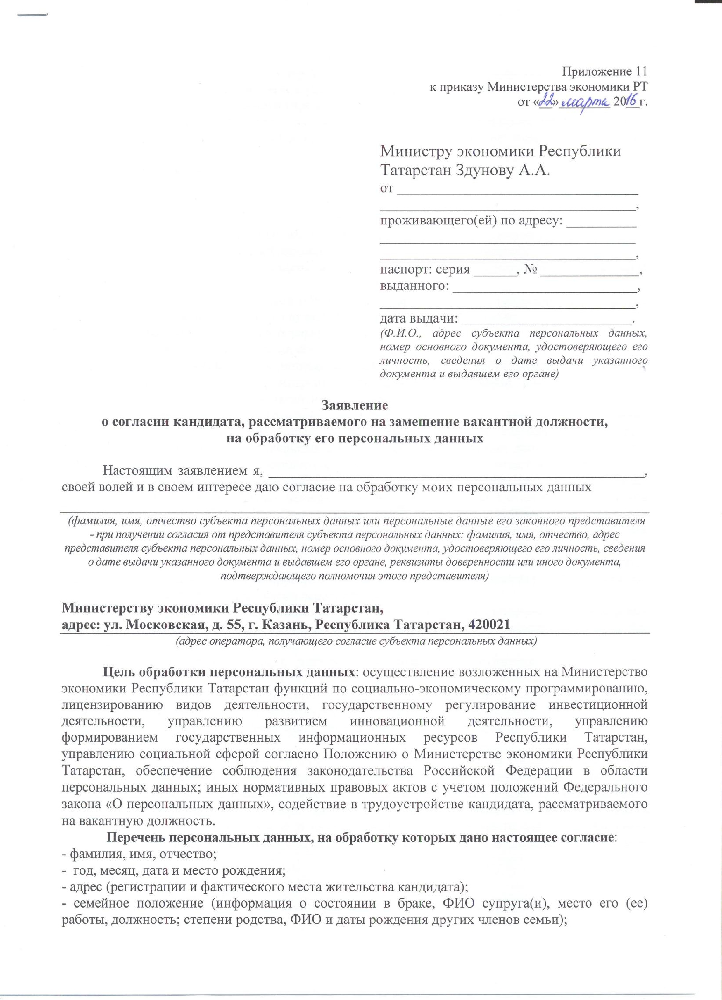 Приложение 11
к приказу Министерства экономики РТ
от «22» марта 2016 г.
Министру экономики Республики
Татарстан Здунову А.А.
от ____________________
____________________,
проживающего(ей) по адресу: __________
____________________
____________________,
паспорт: серия ______, № ______________,
выданного: ____________________,
____________________,
дата выдачи: ____________________.
(Ф.И.О., адрес субъекта персональных данных,
номер основного документа, удостоверяющего его
личность, сведения о дате выдачи указанного
документа и выдавшем его органе)
Заявление
о согласии кандидата, рассматриваемого на замещение вакантной должности,
на обработку его персональных данных
Настоящим заявлением я, ____________________,
своей волей и в своем интересе даю согласие на обработку моих персональных данных
____________________
(фамилия, имя, отчество субъекта персональных данных или персональные данные его законного представителя
- при получении согласия от представителя субъекта персональных данных: фамилия, имя, отчество, адрес
представителя субъекта персональных данных, номер основного документа, удостоверяющего его личность, сведения
о дате выдачи указанного документа и выдавшем его органе, реквизиты доверенности или иного документа,
подтверждающего полномочия этого представителя)
Министерству экономики Республики Татарстан,
адрес: ул. Московская, д. 55, г. Казань, Республика Татарстан, 420021
(адрес оператора, получающего согласие субъекта персональных данных)
Цель обработки персональных данных: осуществление возложенных на Министерство
экономики Республики Татарстан функций по социально-экономическому программированию,
лицензированию видов деятельности, государственному регулирование инвестиционной
деятельности, управлению развитием инновационной деятельности, управлению
формированием государственных информационных ресурсов Республики Татарстан,
управлению социальной сферой согласно Положению о Министерстве экономики Республики
Татарстан, обеспечение соблюдения законодательства Российской Федерации в области
персональных данных; иных нормативных правовых актов с учетом положений Федерального
закона «О персональных данных», содействие в трудоустройстве кандидата, рассматриваемого
на вакантную должность.
Перечень персональных данных, на обработку которых дано настоящее согласие:
- фамилия, имя, отчество;
- год, месяц, дата и место рождения;
- адрес (регистрации и фактического места жительства кандидата);
- семейное положение (информация о состоянии в браке, ФИО супруга(и), место его (ее)
работы, должность; степени родства, ФИО и даты рождения других членов семьи);